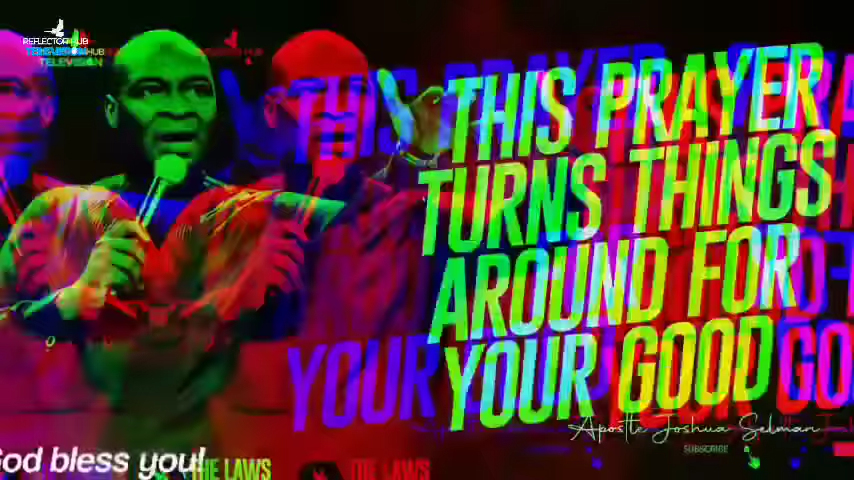 REFLECTOR HUB
TELEVISION
THIS PRAYER
TURNS THINGS
AROUND FOR
YOUR GOOD
Apostle Joshua Selman
SUBSCRIBE
God bless you!
THE LAWS
THE LAWS